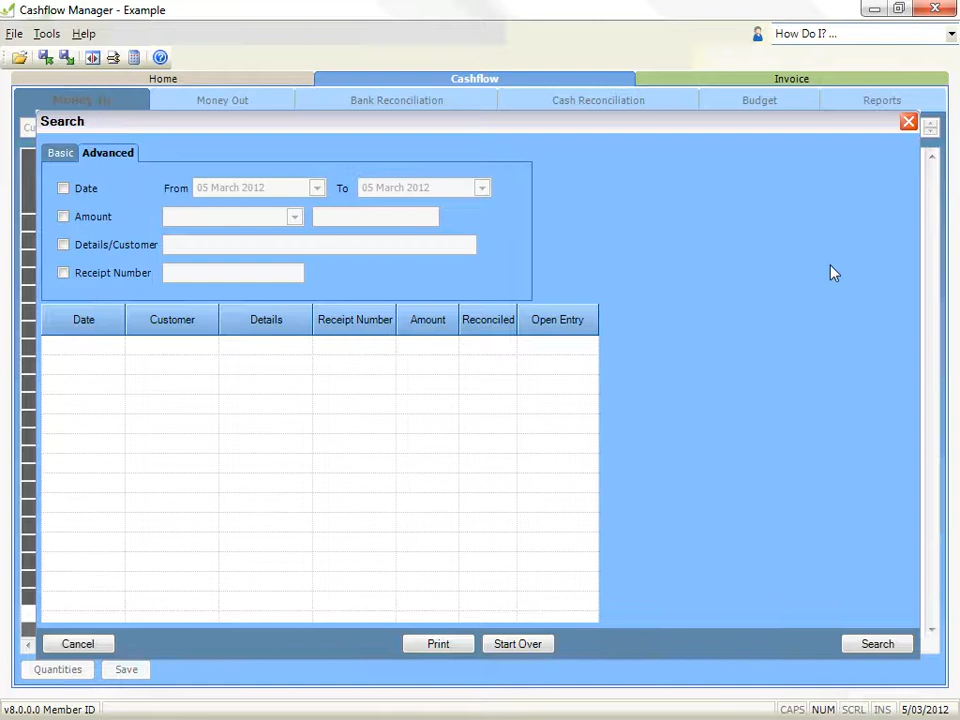 Cashflow Manager - Example
File Tools Help
How Do I? ...
Home Cashflow Invoice
Money In Money Out Bank Reconciliation Cash Reconciliation Budget Reports
Cu
Search
Basic Advanced
Date From 05 March 2012 To 05 March 2012
Amount
Details/Customer
Receipt Number
Date Customer Details Receipt Number Amount Reconciled Open Entry
Cancel Print Start Over Search
Quantities Save
v8.0.0.0 Member ID CAPS NUM SCRL INS 5/03/2012